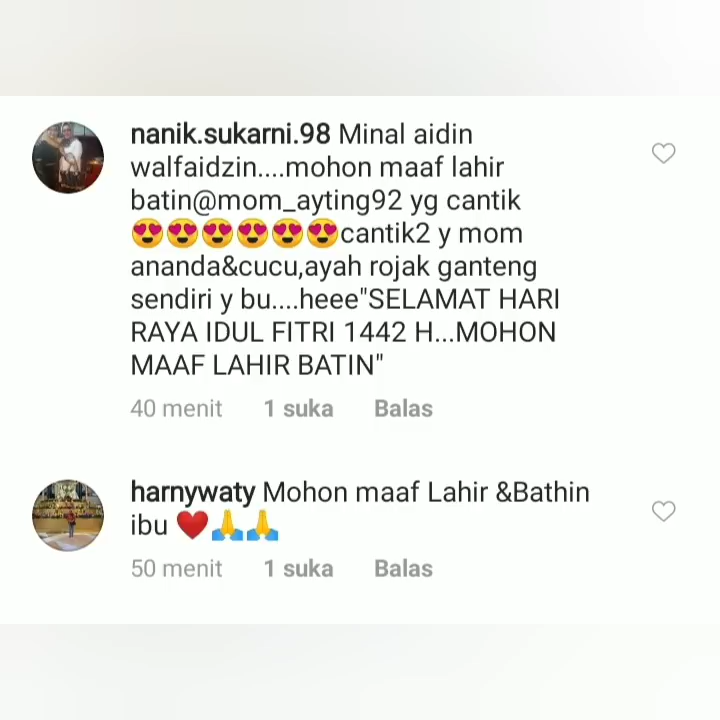 nanik.sukarni.98 Minal aidin
walfaidzin....mohon maaf lahir
batin@mom_ayting92 yg cantik
😍😍😍😍😍😍cantik2 y mom
ananda&cucu,ayah rojak ganteng
sendiri y bu....heee"SELAMAT HARI
RAYA IDUL FITRI 1442 H...MOHON
MAAF LAHIR BATIN"
40 menit 1 suka Balas
harnywaty Mohon maaf Lahir &Bathin
ibu ❤️🙏🙏
50 menit 1 suka Balas